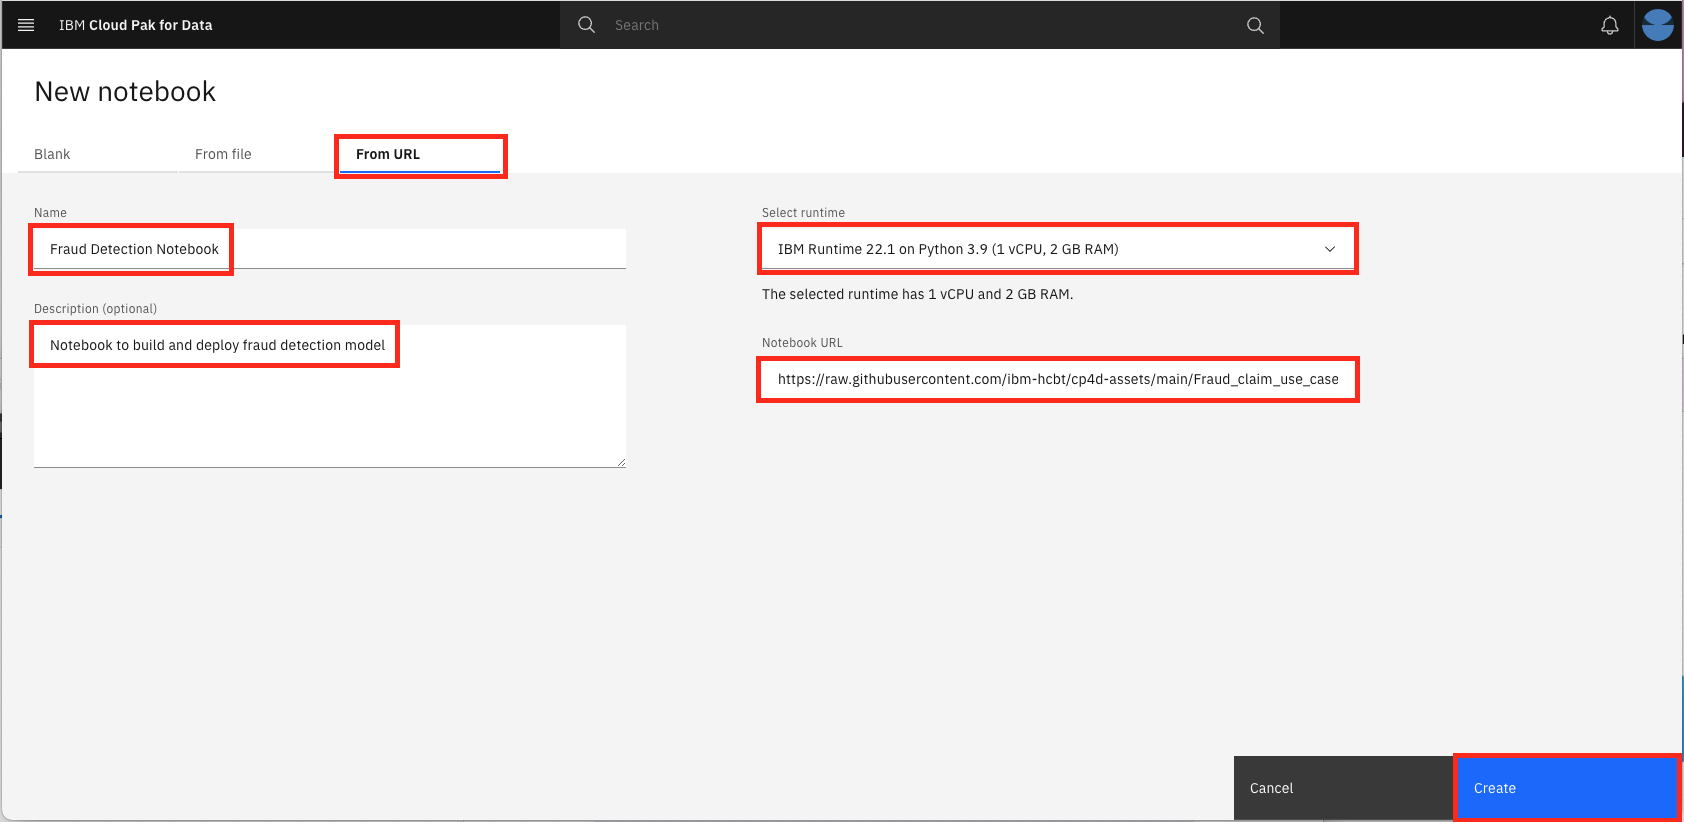 IBM Cloud Pak for Data
Search
New notebook
Blank
From file
From URL
Name
Fraud Detection Notebook
Description (optional)
Notebook to build and deploy fraud detection model
Select runtime
IBM Runtime 22.1 on Python 3.9 (1 vCPU, 2 GB RAM)
The selected runtime has 1 vCPU and 2 GB RAM.
Notebook URL
https://raw.githubusercontent.com/ibm-hcbt/cp4d-assets/main/Fraud_claim_use_case
Cancel
Create